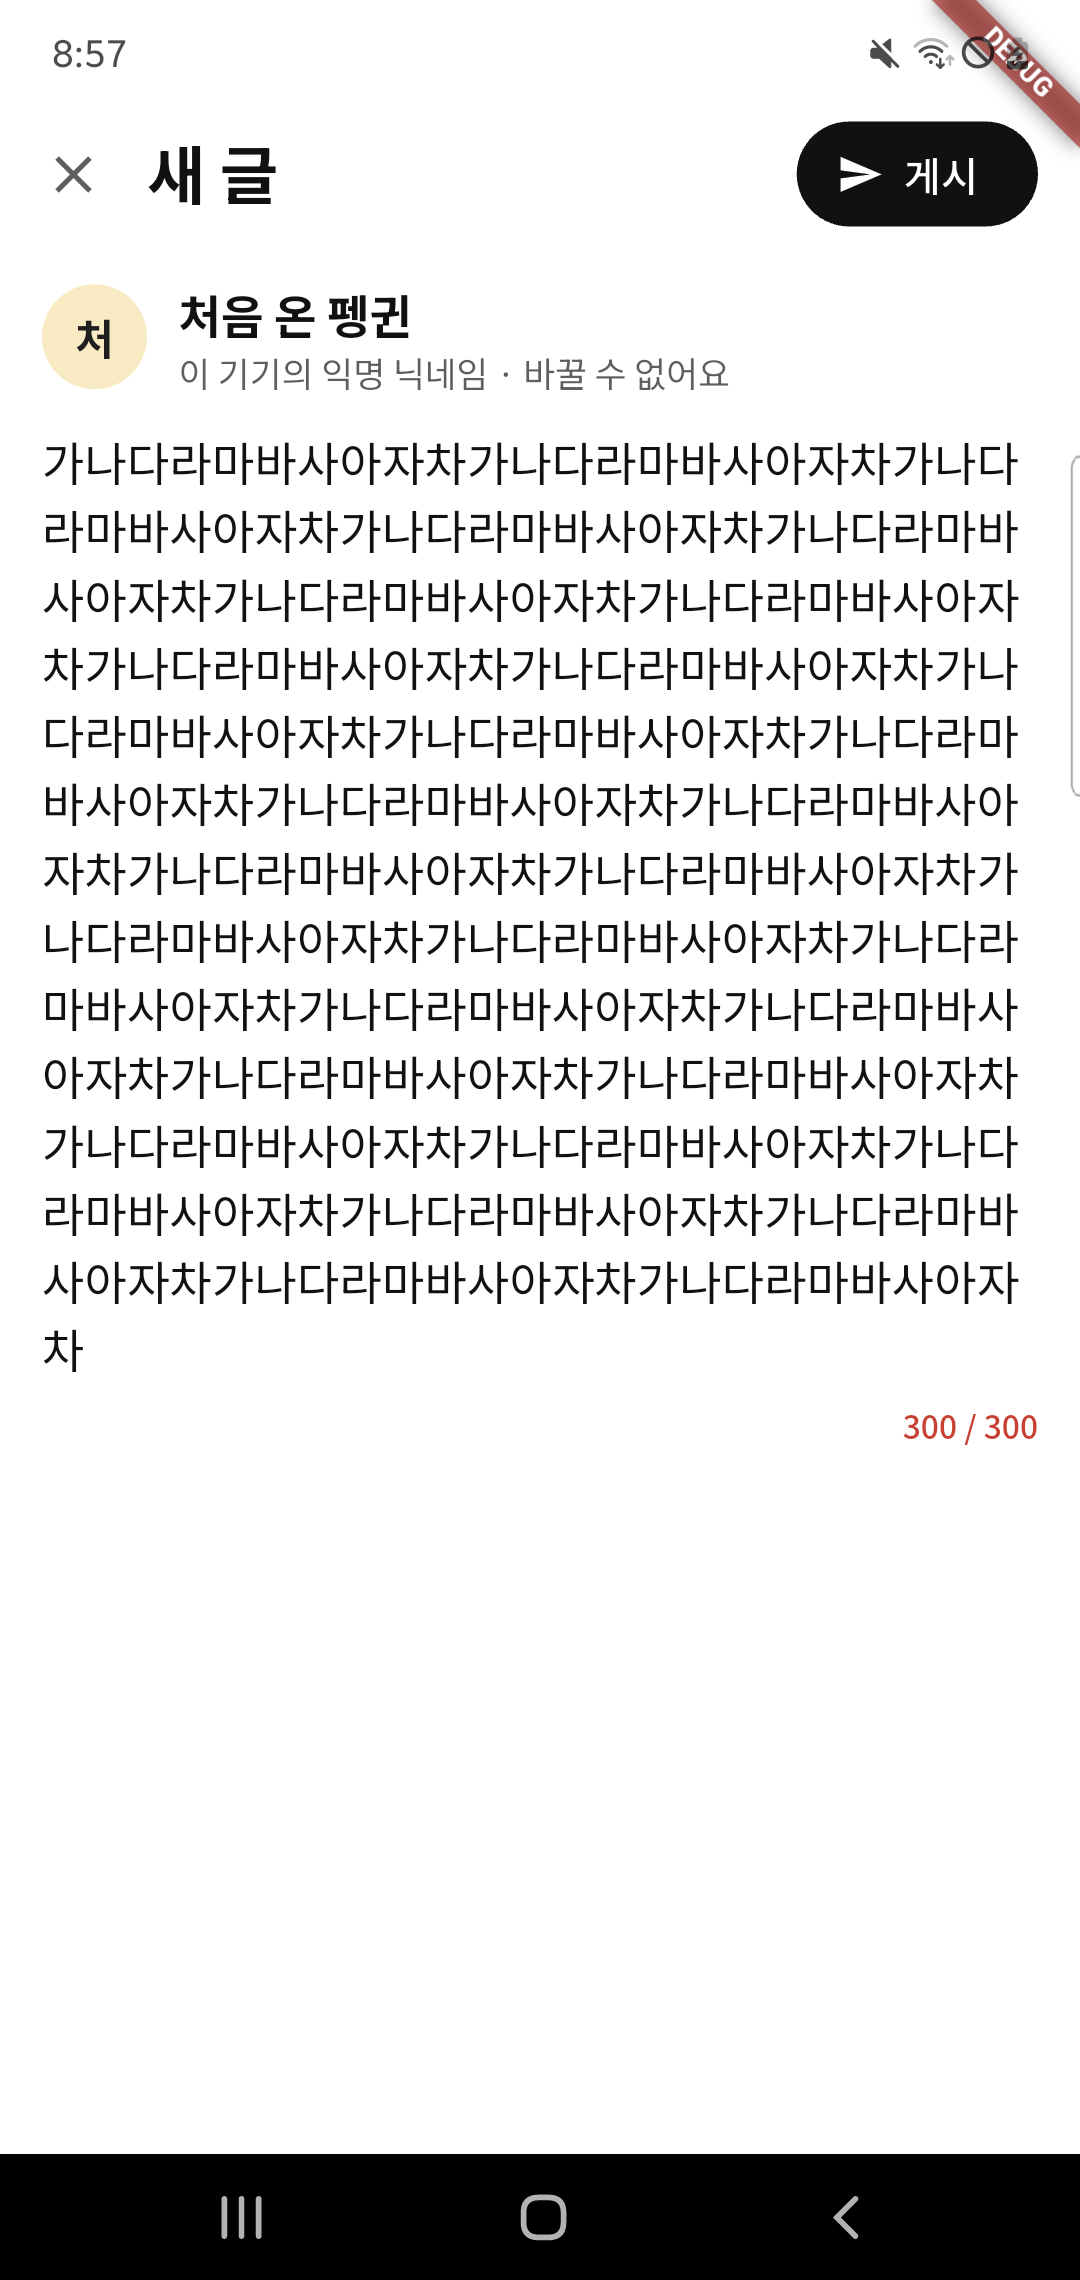 8:57
DEBUG
새 글
게시
처
처음 온 펭귄
이 기기의 익명 닉네임 · 바꿀 수 없어요
가나다라마바사아자차가나다라마바사아자차가나다
라마바사아자차가나다라마바사아자차가나다라마바
사아자차가나다라마바사아자차가나다라마바사아자
차가나다라마바사아자차가나다라마바사아자차가나
다라마바사아자차가나다라마바사아자차가나다라마
바사아자차가나다라마바사아자차가나다라마바사아
자차가나다라마바사아자차가나다라마바사아자차가
나다라마바사아자차가나다라마바사아자차가나다라
마바사아자차가나다라마바사아자차가나다라마바사
아자차가나다라마바사아자차가나다라마바사아자차
가나다라마바사아자차가나다라마바사아자차가나다
라마바사아자차가나다라마바사아자차가나다라마바
사아자차가나다라마바사아자차가나다라마바사아자
차
300 / 300